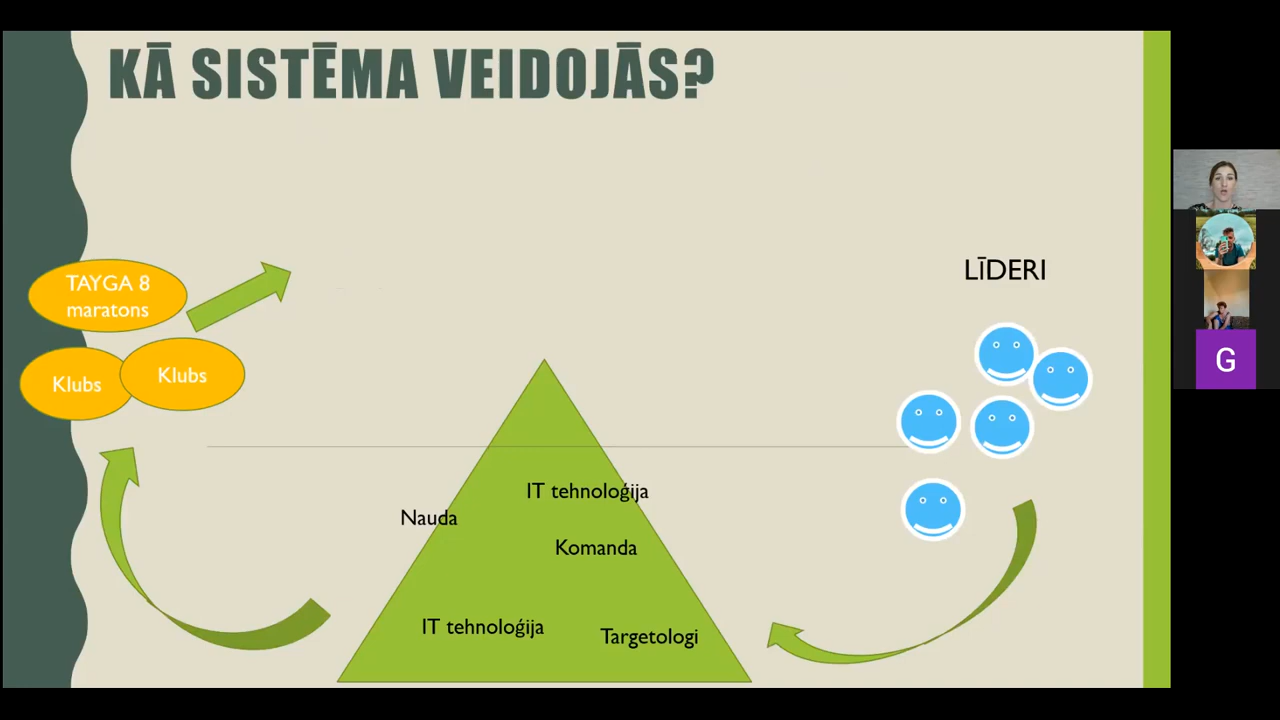 KĀ SISTĒMA VEIDOJĀS?
LĪDERI
TAYGA 8
maratons
Klubs
Klubs
IT tehnoloģija
Nauda
Komanda
IT tehnoloģija
Targetologi
G